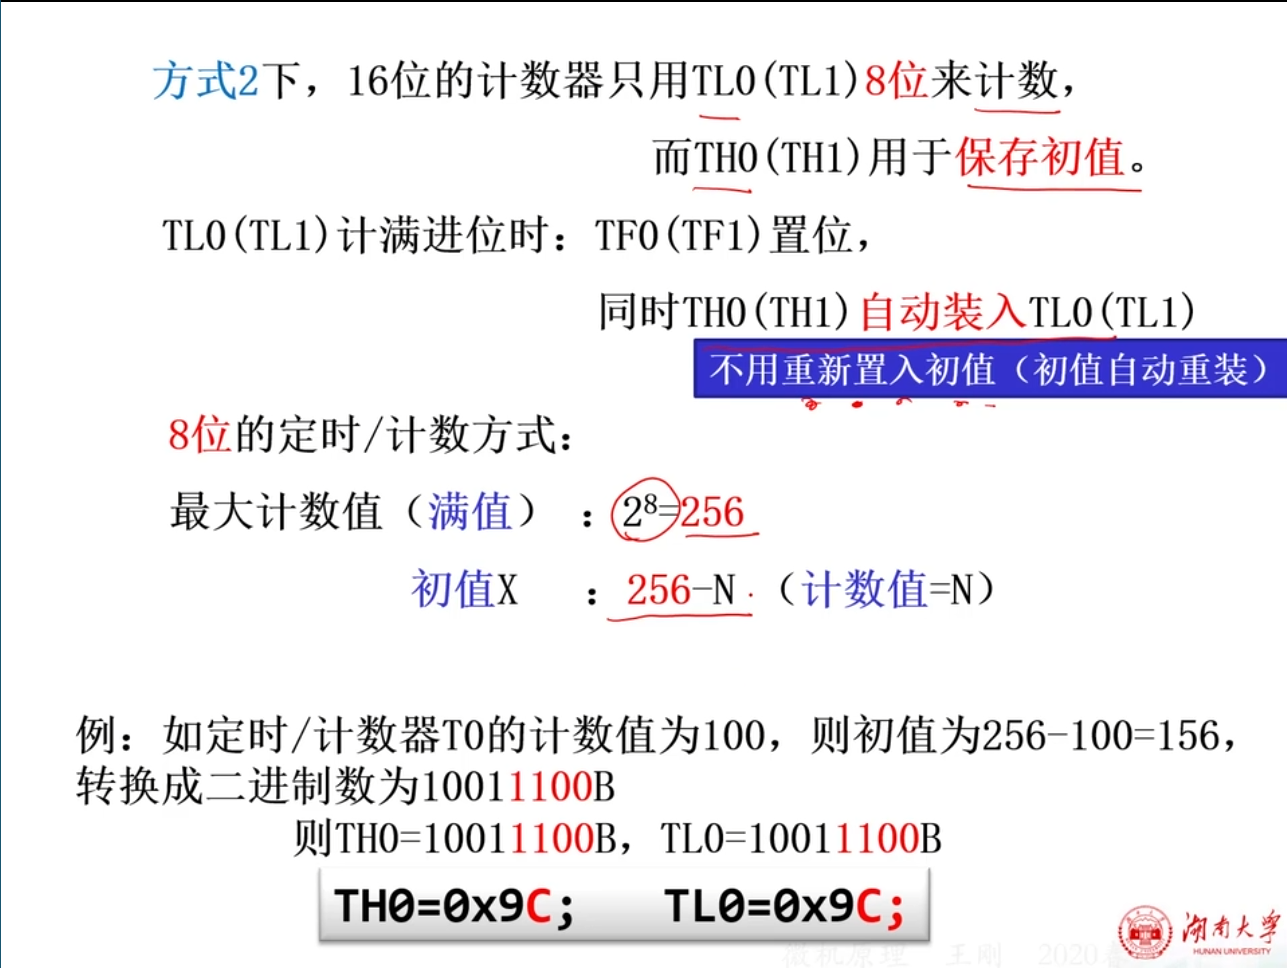 方式2下，16位的计数器只用TL0(TL1)8位来计数，
而TH0(TH1)用于保存初值。
TL0(TL1)计满进位时：TF0(TF1)置位，
同时TH0(TH1)自动装入TL0(TL1)
不用重新置入初值（初值自动重装）
8位的定时/计数方式：
最大计数值（满值）：2⁸=256
初值X：256-N（计数值=N）
例：如定时/计数器T0的计数值为100，则初值为256-100=156，
转换成二进制数为10011100B
则TH0=10011100B，TL0=10011100B
TH0=0x9C; TL0=0x9C;
湖南大学
HUNAN UNIVERSITY
微机原理 王刚 2020春